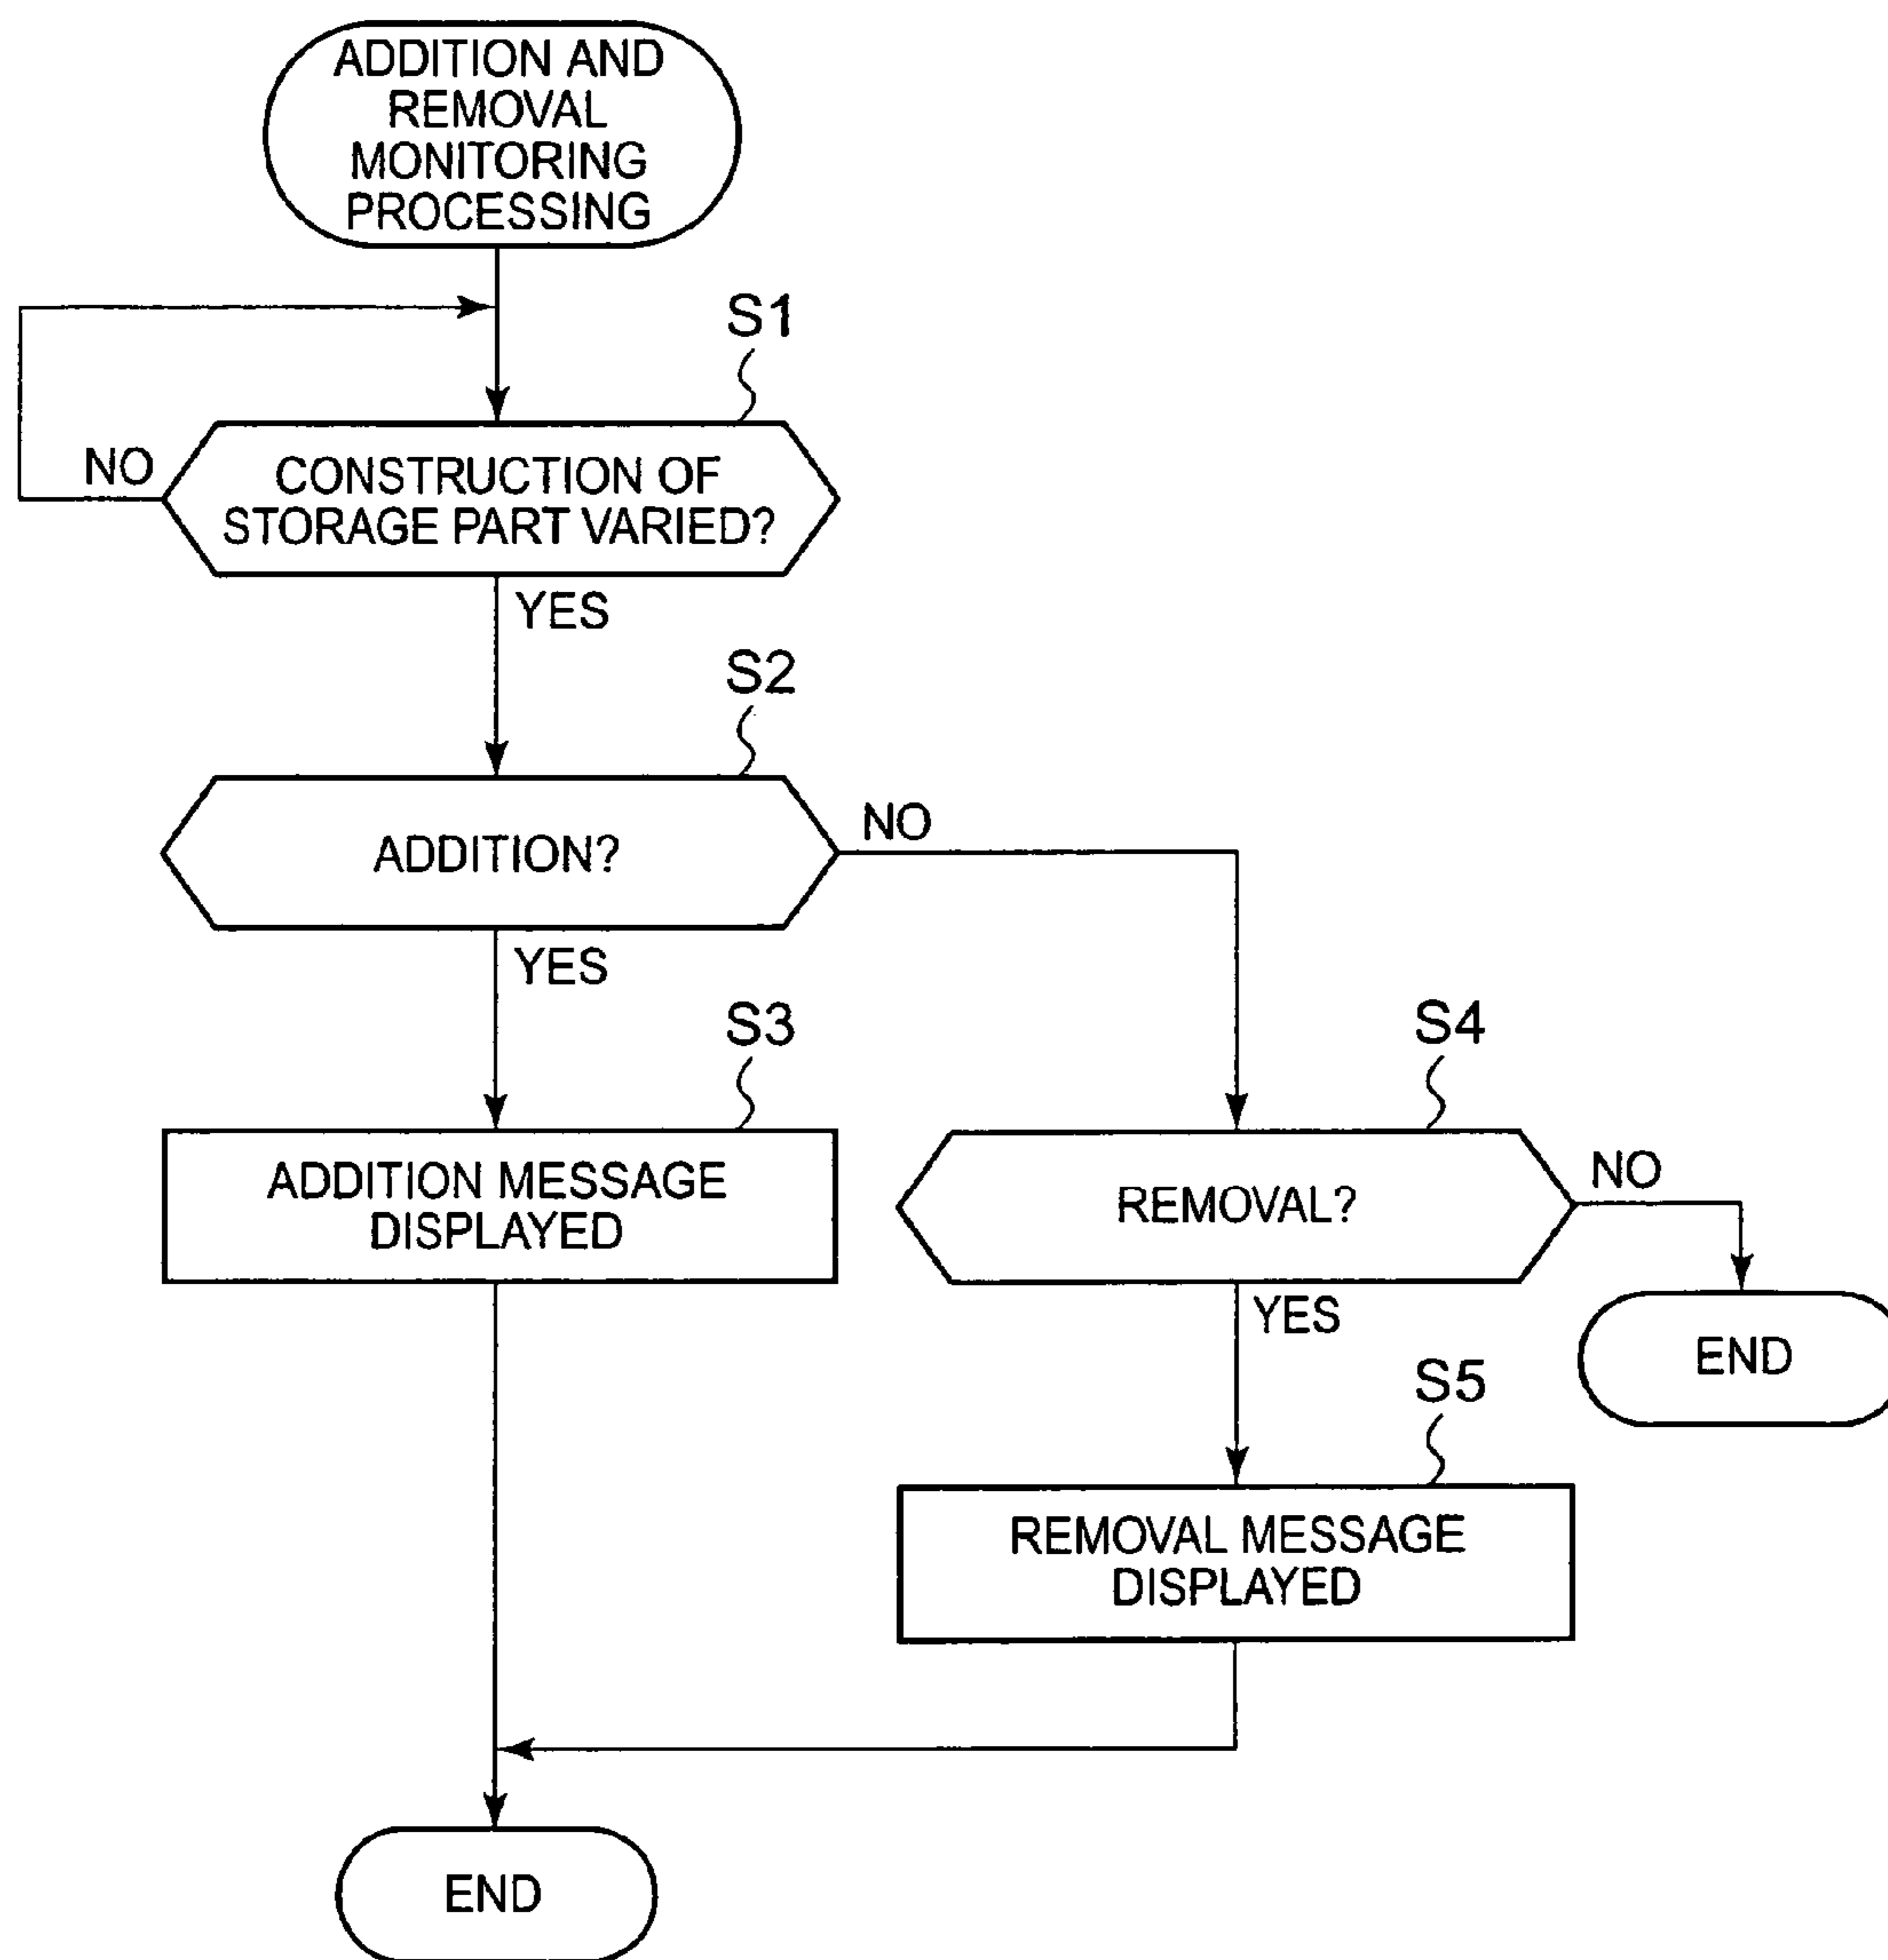 ADDITION AND
REMOVAL
MONITORING
PROCESSING
S1
NO
CONSTRUCTION OF
STORAGE PART VARIED?
YES
S2
ADDITION?
NO
YES
S3
S4
ADDITION MESSAGE
DISPLAYED
REMOVAL?
NO
YES
END
S5
REMOVAL MESSAGE
DISPLAYED
END